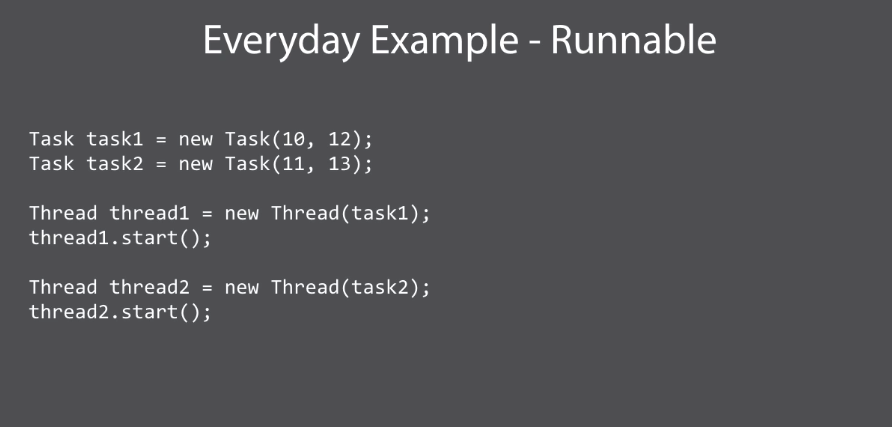 Everyday Example - Runnable
Task task1 = new Task(10, 12);
Task task2 = new Task(11, 13);
Thread thread1 = new Thread(task1);
thread1.start();
Thread thread2 = new Thread(task2);
thread2.start();